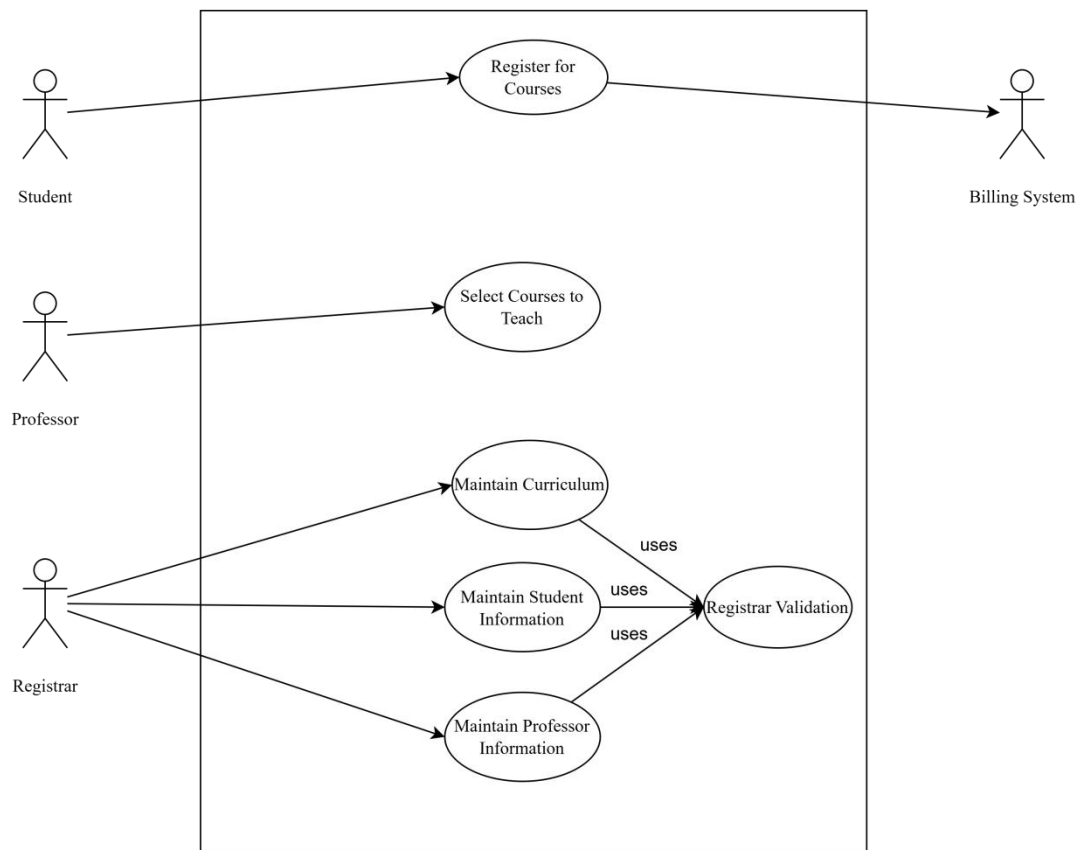 Register for
Courses
Student
Billing System
Select Courses to
Teach
Professor
Maintain Curriculum
uses
Maintain Student
Information
uses
Registrar Validation
uses
Registrar
Maintain Professor
Information